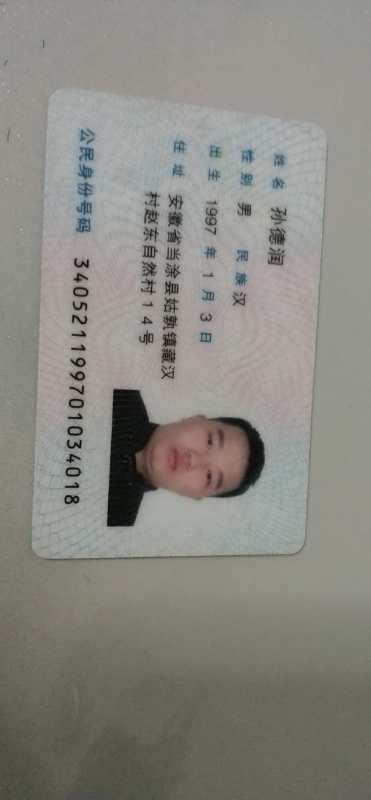 姓名 孙德润
性别 男 民族 汉
出生 1997 年 1 月 3 日
住址 安徽省当涂县姑孰镇藏汉
村赵东自然村14号
公民身份号码 340521199701034018